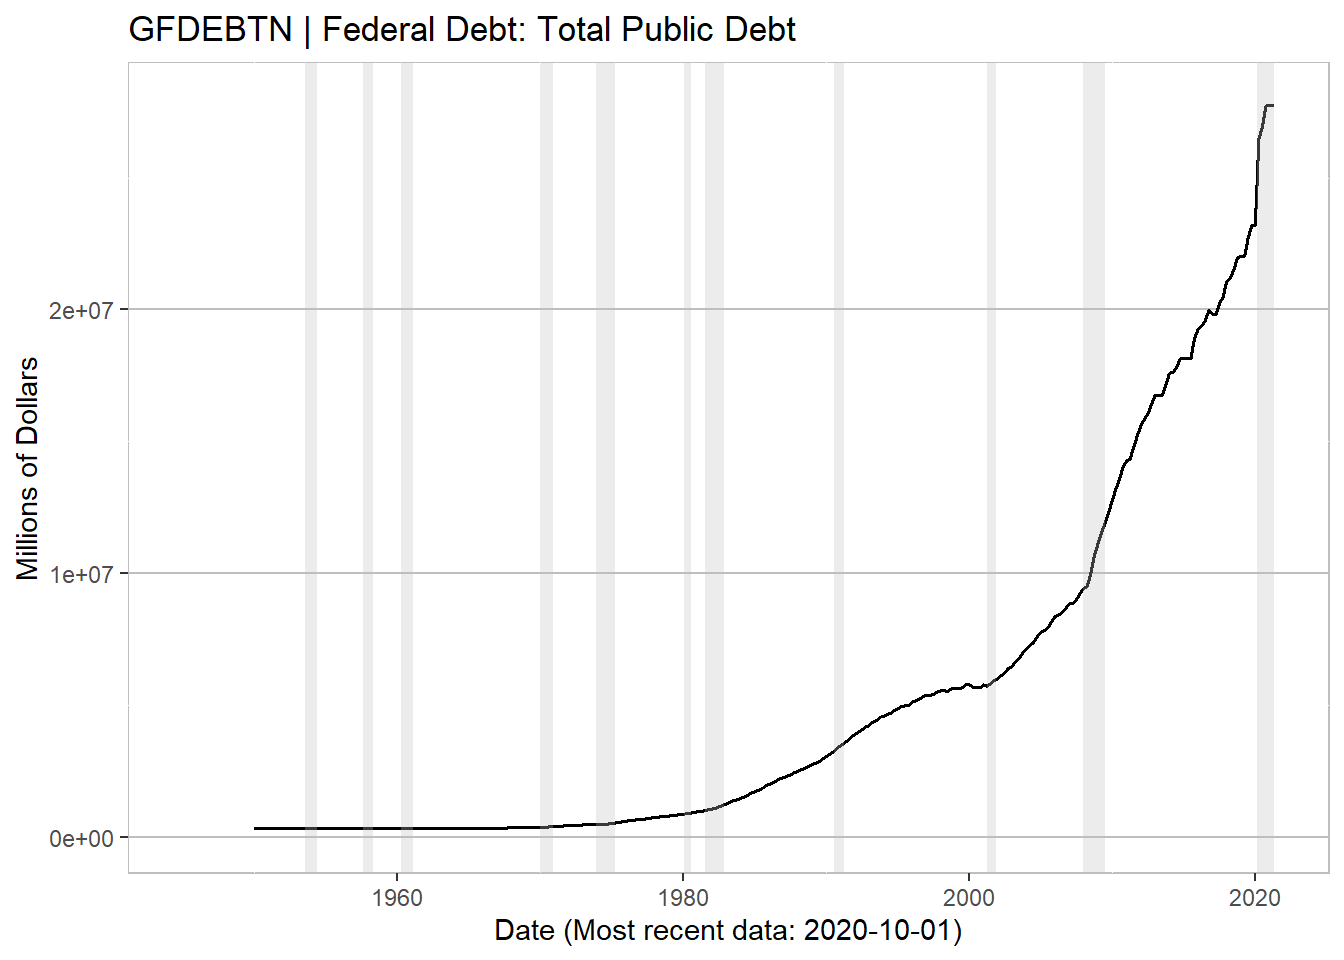 GFDEBTN | Federal Debt: Total Public Debt
Millions of Dollars
2e+07
1e+07
0e+00
1960 1980 2000 2020
Date (Most recent data: 2020-10-01)